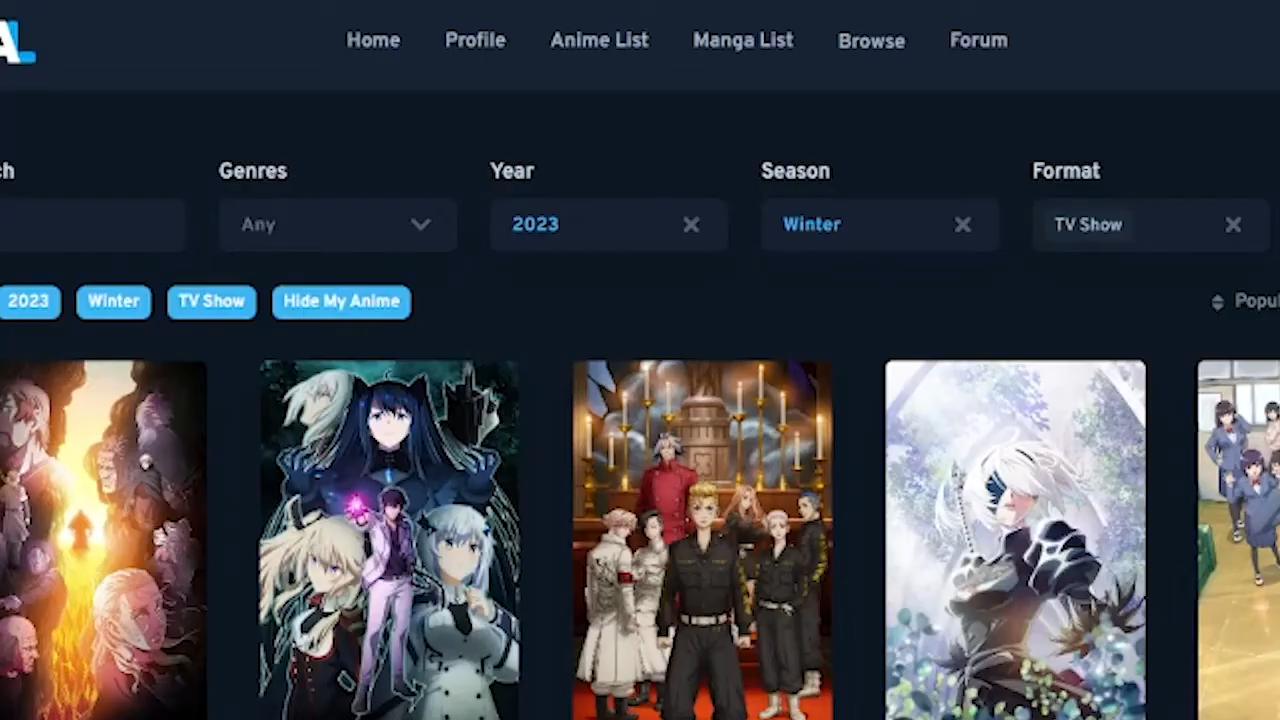 AL
Home Profile Anime List Manga List Browse Forum
Genres Year Season Format
Any 2023 Winter TV Show
2023 Winter TV Show Hide My Anime